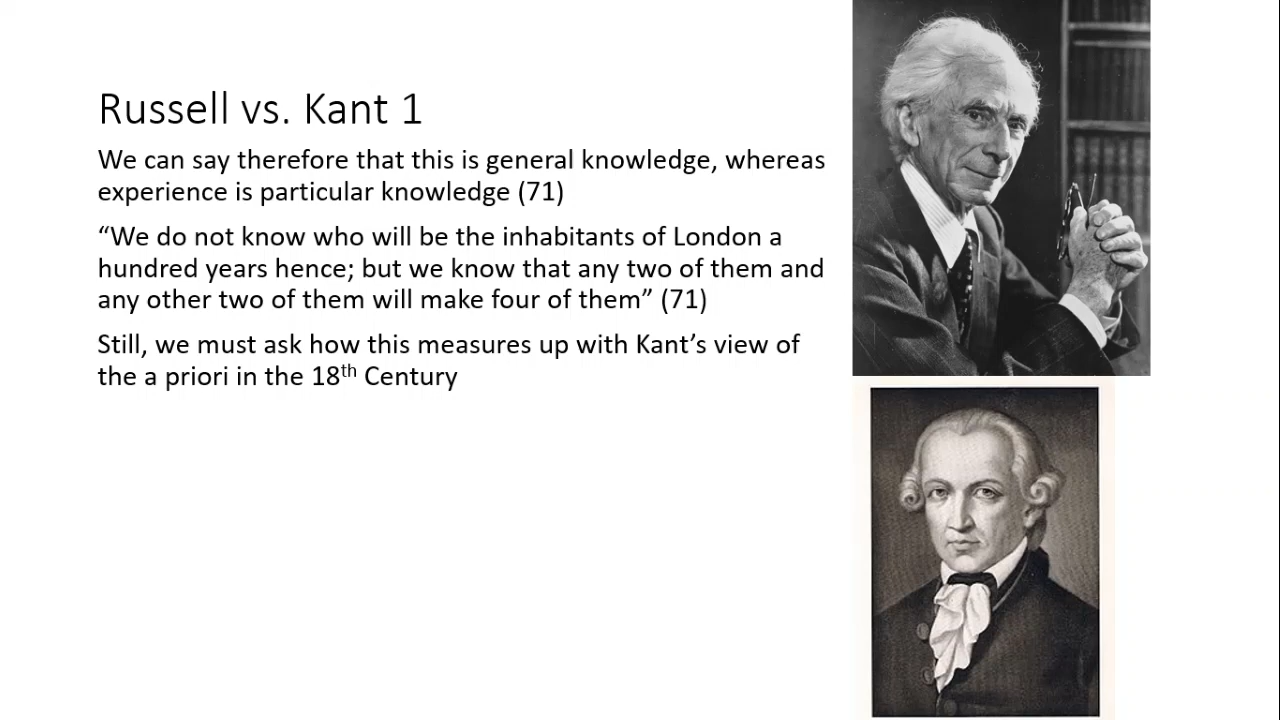 Russell vs. Kant 1
We can say therefore that this is general knowledge, whereas
experience is particular knowledge (71)
“We do not know who will be the inhabitants of London a
hundred years hence; but we know that any two of them and
any other two of them will make four of them” (71)
Still, we must ask how this measures up with Kant’s view of
the a priori in the 18th Century